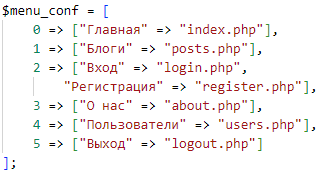 $menu_conf = [
0 => ["Главная" => "index.php"],
1 => ["Блоги" => "posts.php"],
2 => ["Вход" => "login.php",
"Регистрация" => "register.php"],
3 => ["О нас" => "about.php"],
4 => ["Пользователи" => "users.php"],
5 => ["Выход" => "logout.php"]
];